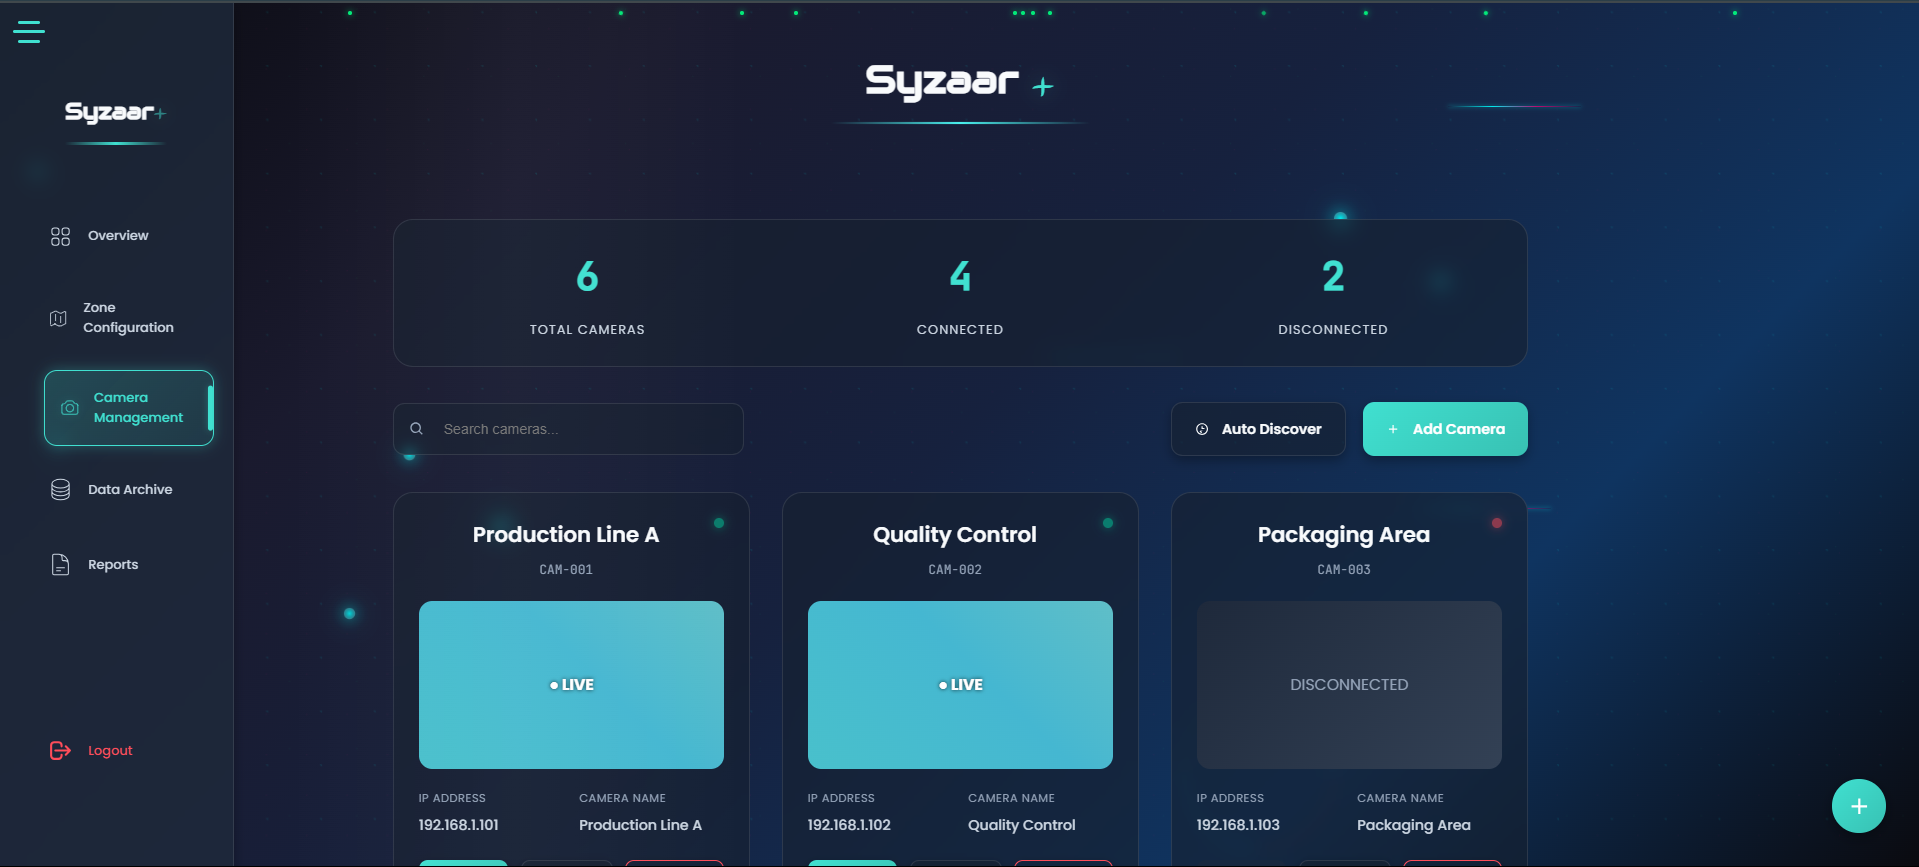 Syzaar+
Overview
Zone
Configuration
Camera
Management
Data Archive
Reports
Logout
Syzaar +
6
TOTAL CAMERAS
4
CONNECTED
2
DISCONNECTED
Search cameras...
Auto Discover
+ Add Camera
Production Line A
CAM-001
● LIVE
IP ADDRESS
192.168.1.101
CAMERA NAME
Production Line A
Quality Control
CAM-002
● LIVE
IP ADDRESS
192.168.1.102
CAMERA NAME
Quality Control
Packaging Area
CAM-003
DISCONNECTED
IP ADDRESS
192.168.1.103
CAMERA NAME
Packaging Area
+